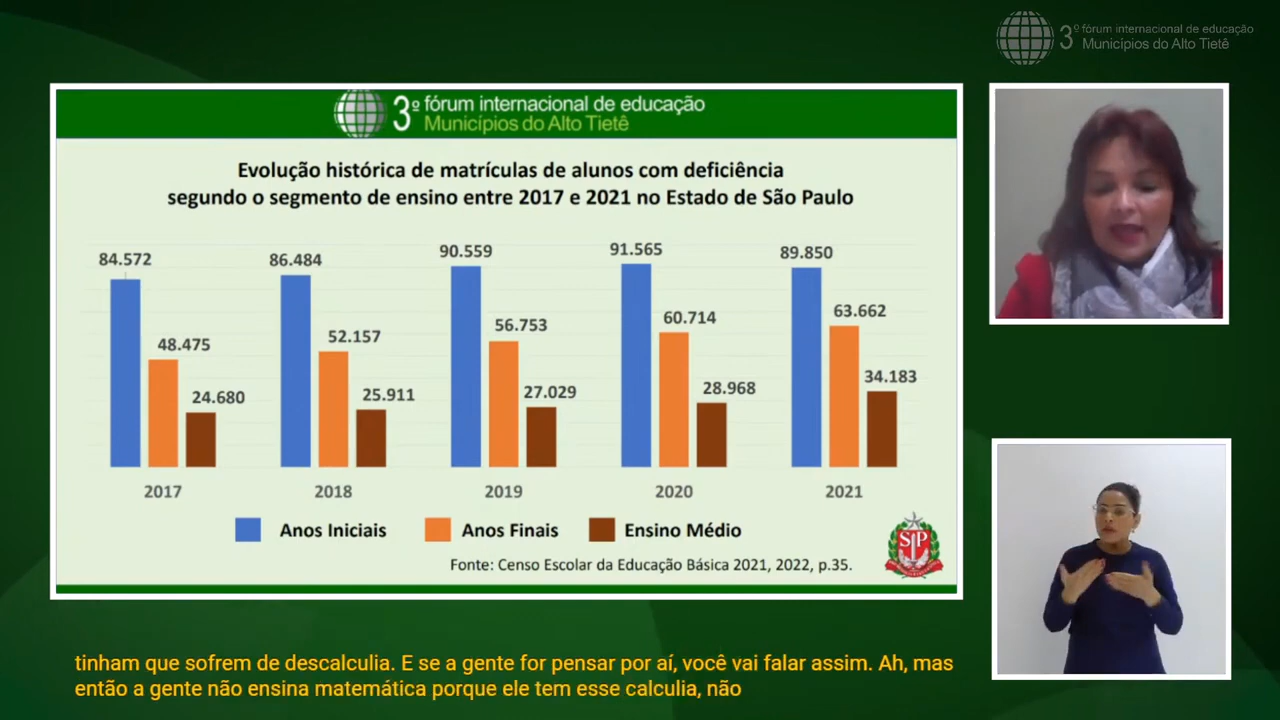 3º fórum internacional de educação
Municípios do Alto Tietê
3º fórum internacional de educação
Municípios do Alto Tietê
Evolução histórica de matrículas de alunos com deficiência
segundo o segmento de ensino entre 2017 e 2021 no Estado de São Paulo
84.572 48.475 24.680
86.484 52.157 25.911
90.559 56.753 27.029
91.565 60.714 28.968
89.850 63.662 34.183
2017 2018 2019 2020 2021
Anos Iniciais Anos Finais Ensino Médio
SP
Fonte: Censo Escolar da Educação Básica 2021, 2022, p.35.
tinham que sofrem de descalculia. E se a gente for pensar por aí, você vai falar assim. Ah, mas
então a gente não ensina matemática porque ele tem esse calculia, não